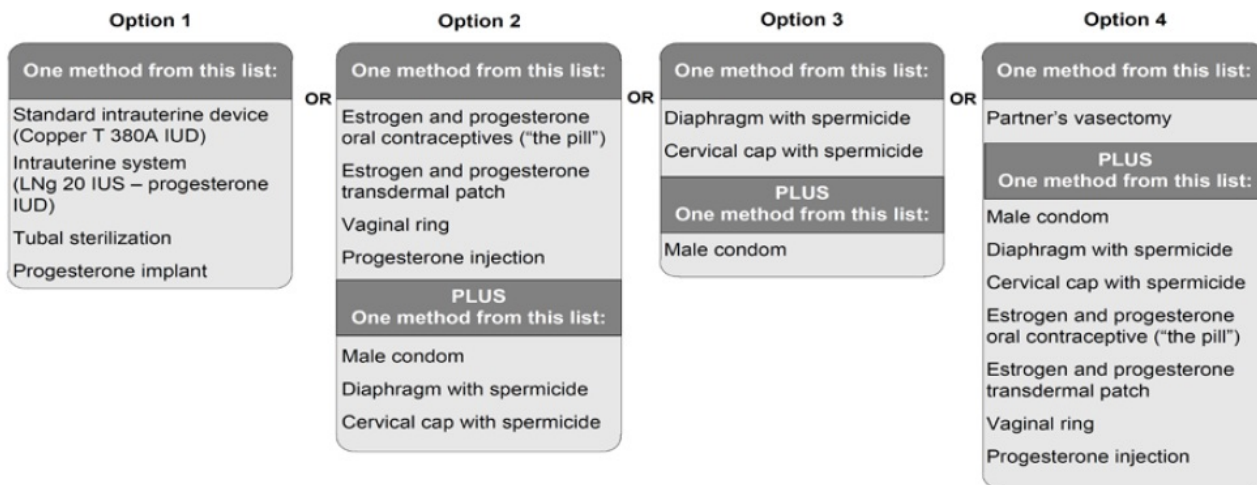 Option 1
One method from this list:
Standard intrauterine device
(Copper T 380A IUD)
Intrauterine system
(LNg 20 IUS – progesterone
IUD)
Tubal sterilization
Progesterone implant
OR
Option 2
One method from this list:
Estrogen and progesterone
oral contraceptives (“the pill”)
Estrogen and progesterone
transdermal patch
Vaginal ring
Progesterone injection
PLUS
One method from this list:
Male condom
Diaphragm with spermicide
Cervical cap with spermicide
OR
Option 3
One method from this list:
Diaphragm with spermicide
Cervical cap with spermicide
PLUS
One method from this list:
Male condom
OR
Option 4
One method from this list:
Partner’s vasectomy
PLUS
One method from this list:
Male condom
Diaphragm with spermicide
Cervical cap with spermicide
Estrogen and progesterone
oral contraceptive (“the pill”)
Estrogen and progesterone
transdermal patch
Vaginal ring
Progesterone injection